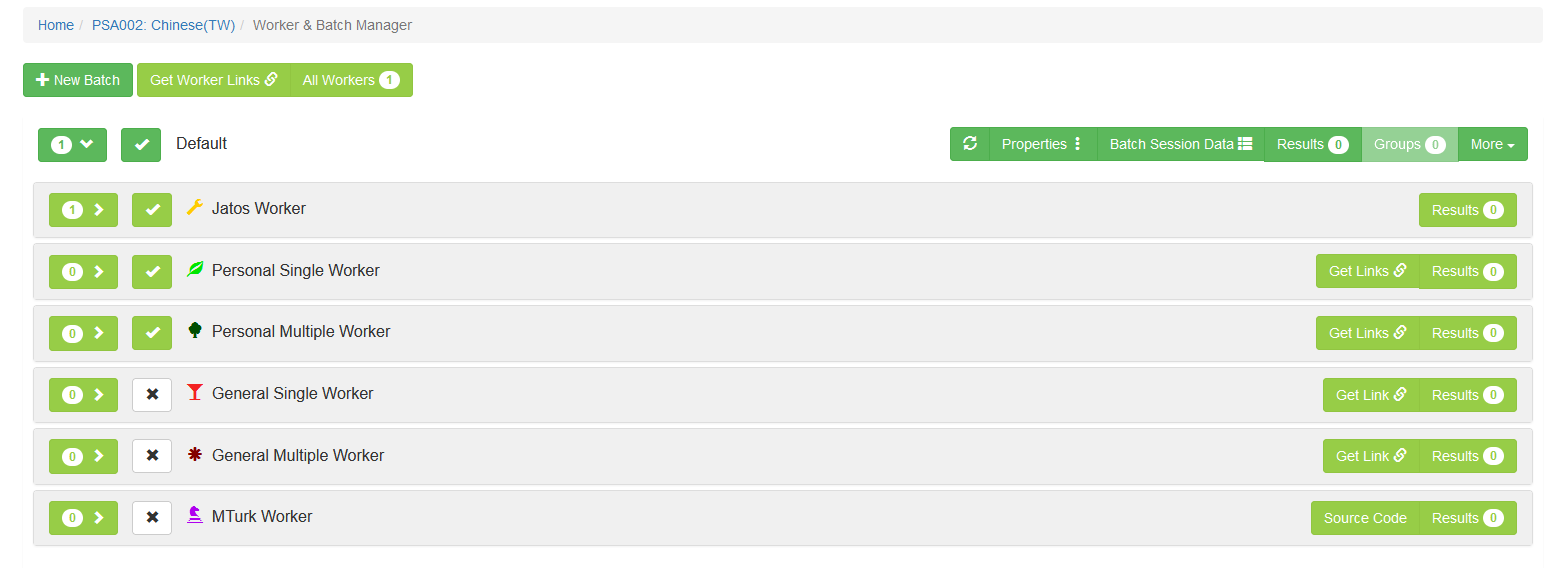 Home / PSA002: Chinese(TW) / Worker & Batch Manager
New Batch Get Worker Links All Workers 1
1 Default Properties Batch Session Data Results 0 Groups 0 More
1 Jatos Worker Results 0
0 Personal Single Worker Get Links Results 0
0 Personal Multiple Worker Get Links Results 0
0 General Single Worker Get Link Results 0
0 General Multiple Worker Get Link Results 0
0 MTurk Worker Source Code Results 0